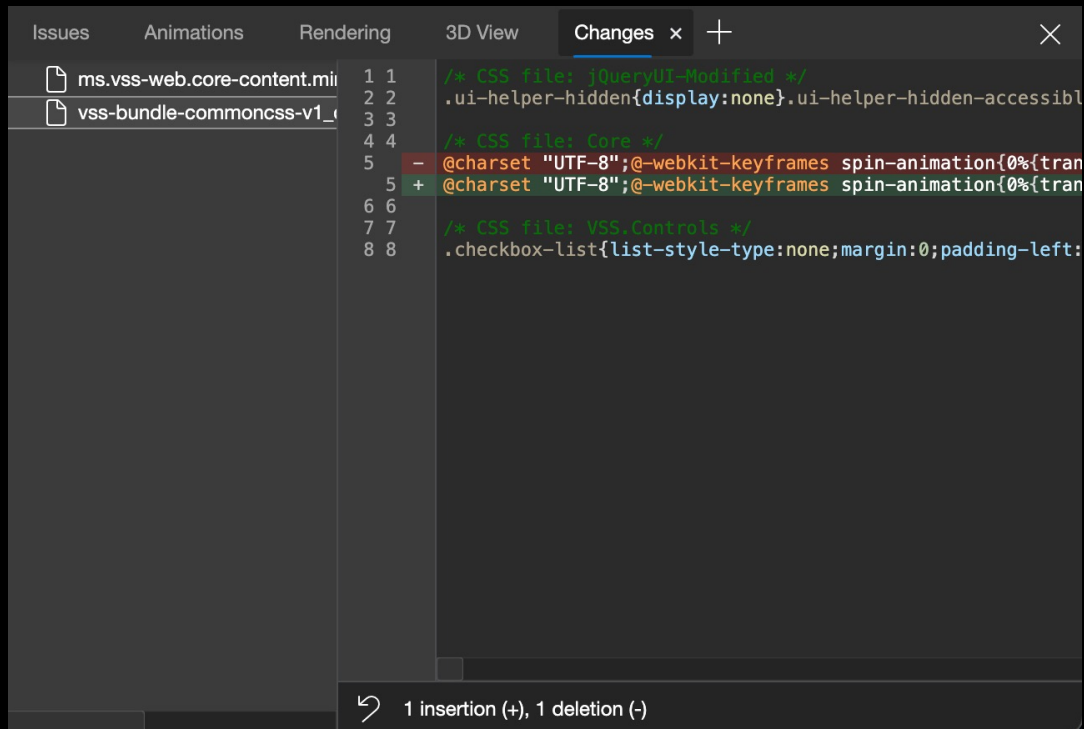 Issues Animations Rendering 3D View Changes ×
ms.vss-web.core-content.mi
vss-bundle-commoncss-v1_
1 1 /* CSS file: jQueryUI-Modified */
2 2 .ui-helper-hidden{display:none}.ui-helper-hidden-accessibl
3 3
4 4 /* CSS file: Core */
5 - @charset "UTF-8";@-webkit-keyframes spin-animation{0%{tran
5 + @charset "UTF-8";@-webkit-keyframes spin-animation{0%{tran
6 6
7 7 /* CSS file: VSS.Controls */
8 8 .checkbox-list{list-style-type:none;margin:0;padding-left:
1 insertion (+), 1 deletion (-)